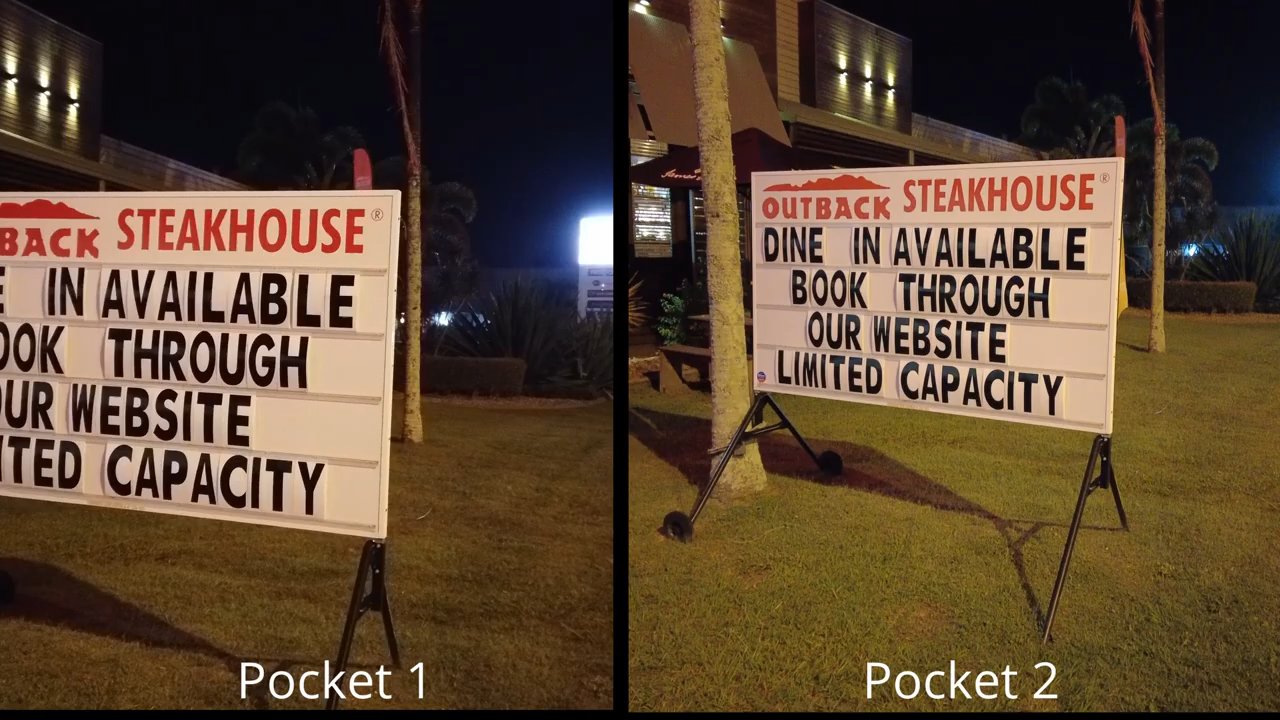 BACK STEAKHOUSE®
E IN AVAILABLE
OOK THROUGH
OUR WEBSITE
ITED CAPACITY
Pocket 1
OUTBACK STEAKHOUSE®
DINE IN AVAILABLE
BOOK THROUGH
OUR WEBSITE
LIMITED CAPACITY
Pocket 2